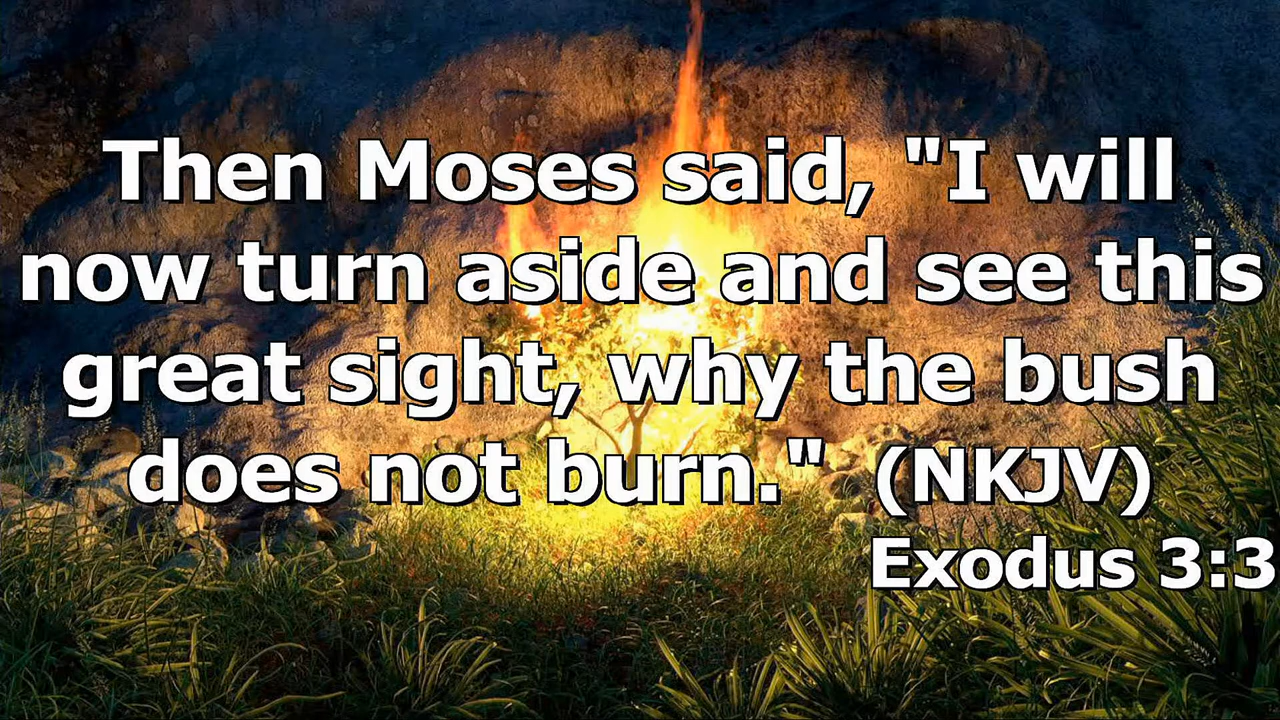 Then Moses said, "I will
now turn aside and see this
great sight, why the bush
does not burn." (NKJV)
Exodus 3:3